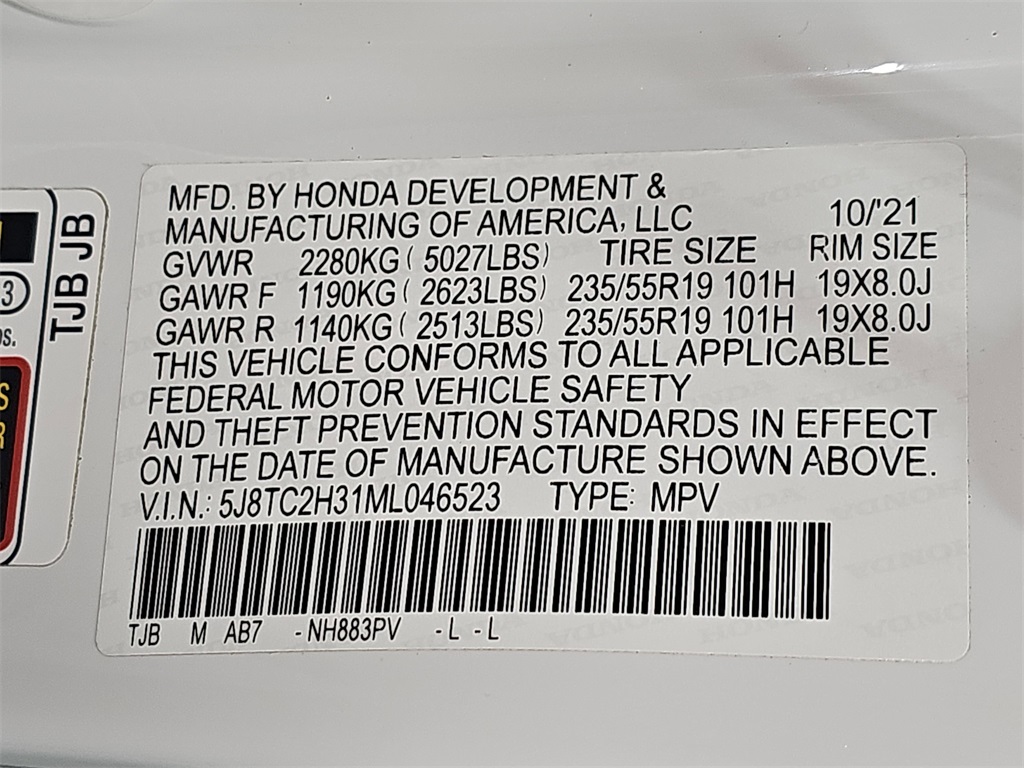 MFD. BY HONDA DEVELOPMENT &
MANUFACTURING OF AMERICA, LLC 10/'21
GVWR 2280KG ( 5027LBS) TIRE SIZE RIM SIZE
GAWR F 1190KG ( 2623LBS) 235/55R19 101H 19X8.0J
GAWR R 1140KG ( 2513LBS) 235/55R19 101H 19X8.0J
THIS VEHICLE CONFORMS TO ALL APPLICABLE
FEDERAL MOTOR VEHICLE SAFETY
AND THEFT PREVENTION STANDARDS IN EFFECT
ON THE DATE OF MANUFACTURE SHOWN ABOVE.
V.I.N.: 5J8TC2H31ML046523 TYPE: MPV
TJB M AB7 -NH883PV -L -L
TJB JB
3
S
R